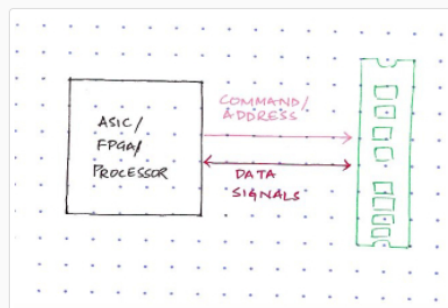 ASIC/
FPGA/
PROCESSOR
COMMAND/
ADDRESS
DATA
SIGNALS